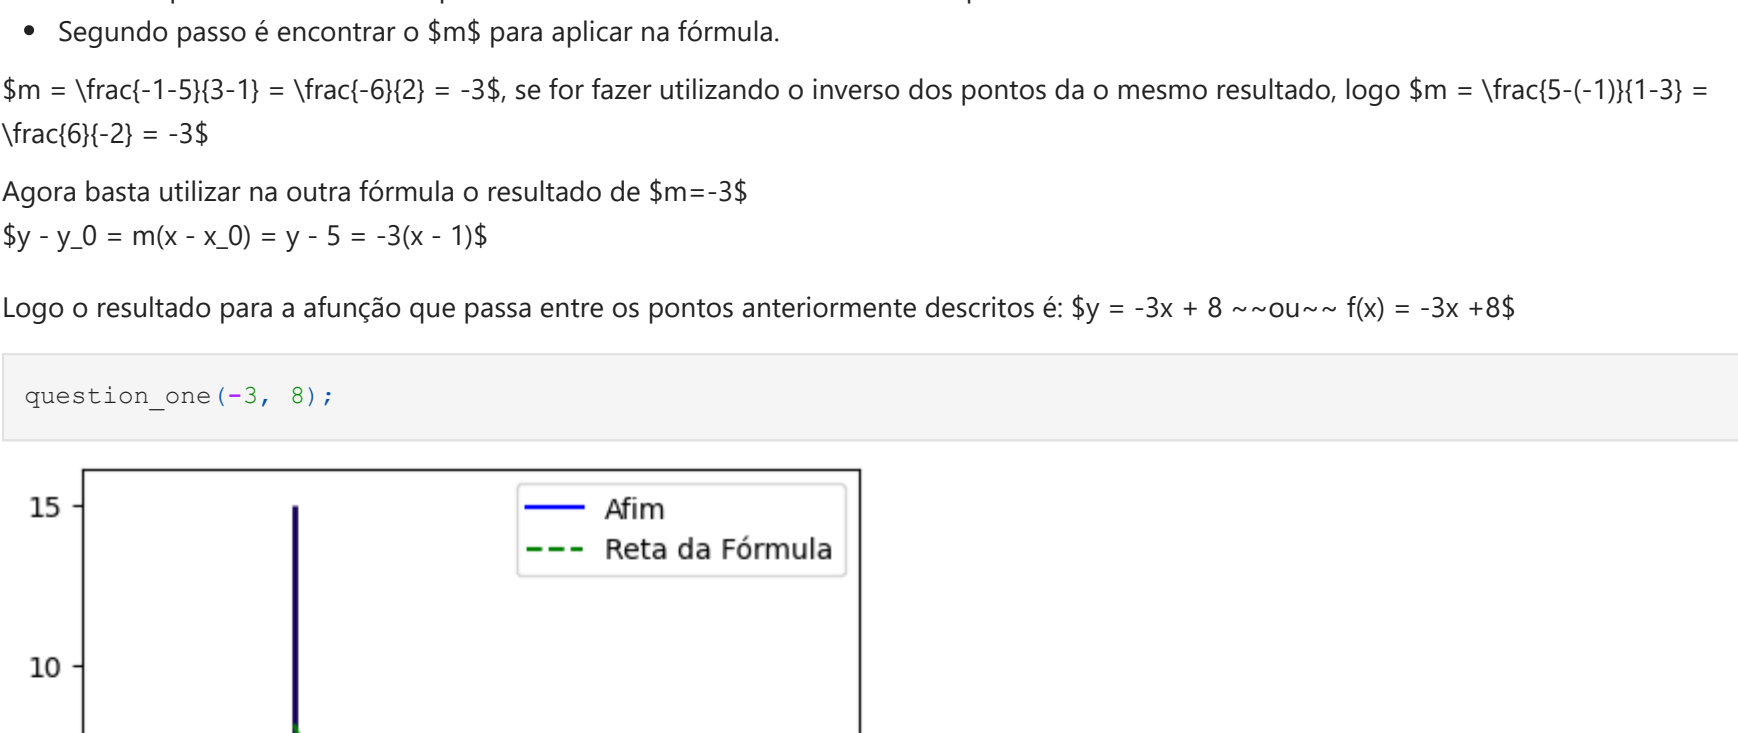 Segundo passo é encontrar o $m$ para aplicar na fórmula.
$m = \frac{-1-5}{3-1} = \frac{-6}{2} = -3$, se for fazer utilizando o inverso dos pontos da o mesmo resultado, logo $m = \frac{5-(-1)}{1-3} =
\frac{6}{-2} = -3$
Agora basta utilizar na outra fórmula o resultado de $m=-3$
$y - y_0 = m(x - x_0) = y - 5 = -3(x - 1)$
Logo o resultado para a afunção que passa entre os pontos anteriormente descritos é: $y = -3x + 8 ~~ou~~ f(x) = -3x +8$
question_one(-3, 8);
15
Afim
Reta da Fórmula
10